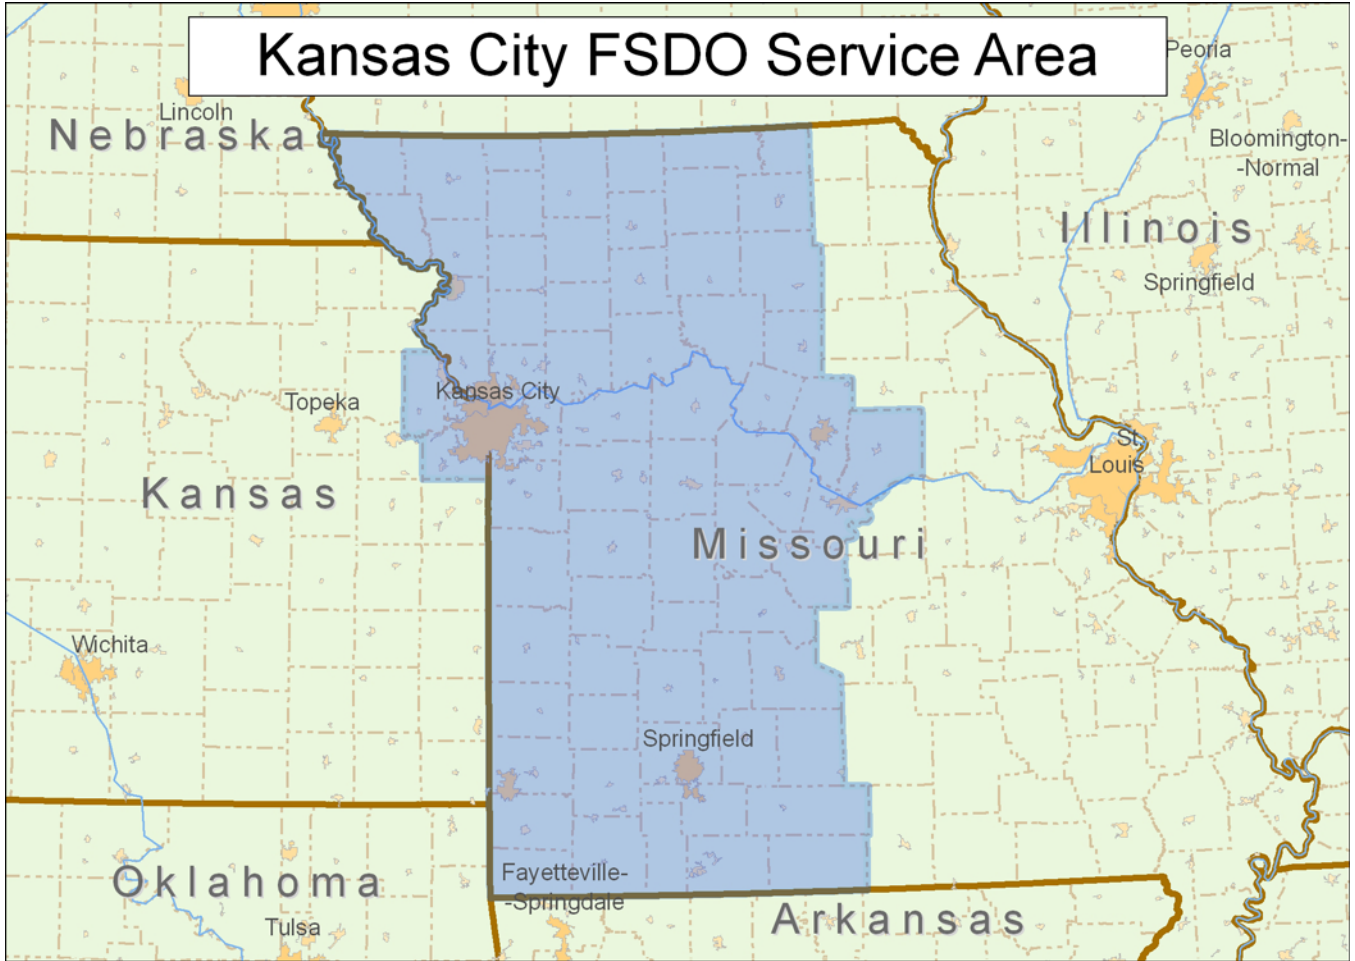 Kansas City FSDO Service Area
Peoria
Lincoln
Nebraska
Bloomington-
-Normal
Illinois
Springfield
Kansas City
Topeka
St.
Louis
Kansas
Missouri
Wichita
Springfield
Fayetteville-
-Springdale
Oklahoma
Arkansas
Tulsa